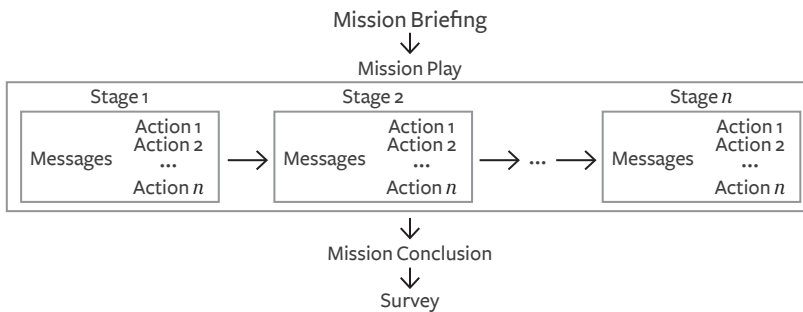 Mission Briefing
Mission Play
Stage 1
Messages
Action 1
Action 2
...
Action n
Stage 2
Messages
Action 1
Action 2
...
Action n
...
Stage n
Messages
Action 1
Action 2
...
Action n
Mission Conclusion
Survey